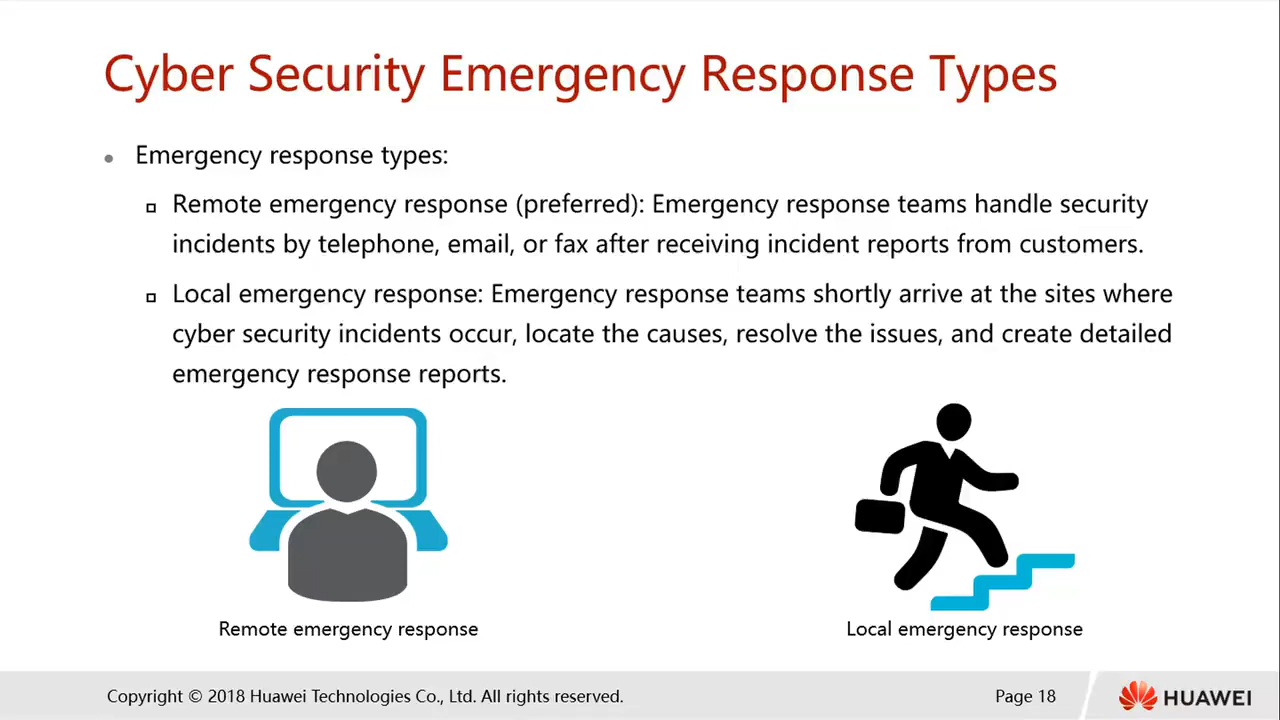 Cyber Security Emergency Response Types
● Emergency response types:
▫ Remote emergency response (preferred): Emergency response teams handle security
incidents by telephone, email, or fax after receiving incident reports from customers.
▫ Local emergency response: Emergency response teams shortly arrive at the sites where
cyber security incidents occur, locate the causes, resolve the issues, and create detailed
emergency response reports.
Remote emergency response
Local emergency response
Copyright © 2018 Huawei Technologies Co., Ltd. All rights reserved.
Page 18
HUAWEI